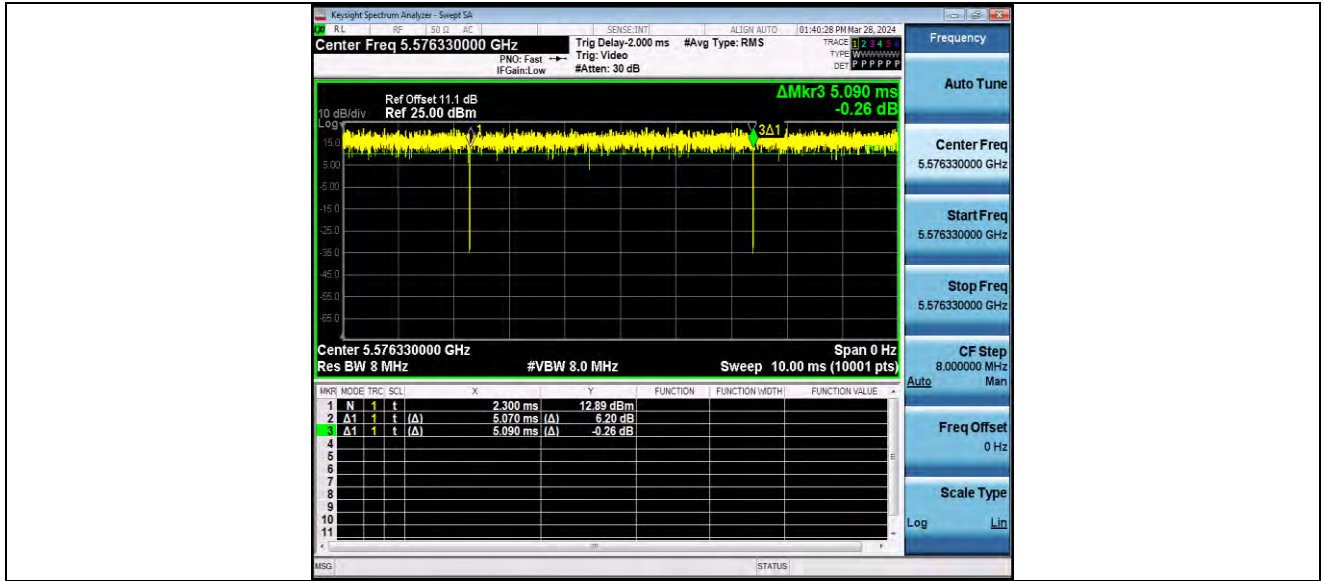 Keysight Spectrum Analyzer - Swept SA
RL RF 50 Ω AC SENSE:INT ALIGN AUTO 01:40:28 PM Mar 28, 2024
Center Freq 5.576330000 GHz Trig Delay-2.000 ms #Avg Type: RMS TRACE 1 2 3 4 5 6
PNO: Fast Trig: Video TYPE WWWWWW
IFGain:Low #Atten: 30 dB DET P P P P P P
Frequency
Auto Tune
Center Freq
5.576330000 GHz
Start Freq
5.576330000 GHz
Stop Freq
5.576330000 GHz
CF Step
8.000000 MHz
Auto Man
Freq Offset
0 Hz
Scale Type
Log Lin
ΔMkr3 5.090 ms
-0.26 dB
Ref Offset 11.1 dB
10 dB/div Ref 25.00 dBm
Log
1 3Δ1
15.0
5.00
-5.00
-15.0
-25.0
-35.0
-45.0
-55.0
-65.0
Center 5.576330000 GHz Span 0 Hz
Res BW 8 MHz #VBW 8.0 MHz Sweep 10.00 ms (10001 pts)
MKR MODE TRC SCL X Y FUNCTION FUNCTION WIDTH FUNCTION VALUE
1 N 1 t 2.300 ms 12.89 dBm
2 Δ1 1 t (Δ) 5.070 ms (Δ) 6.20 dB
3 Δ1 1 t (Δ) 5.090 ms (Δ) -0.26 dB
4
5
6
7
8
9
10
11
MSG STATUS